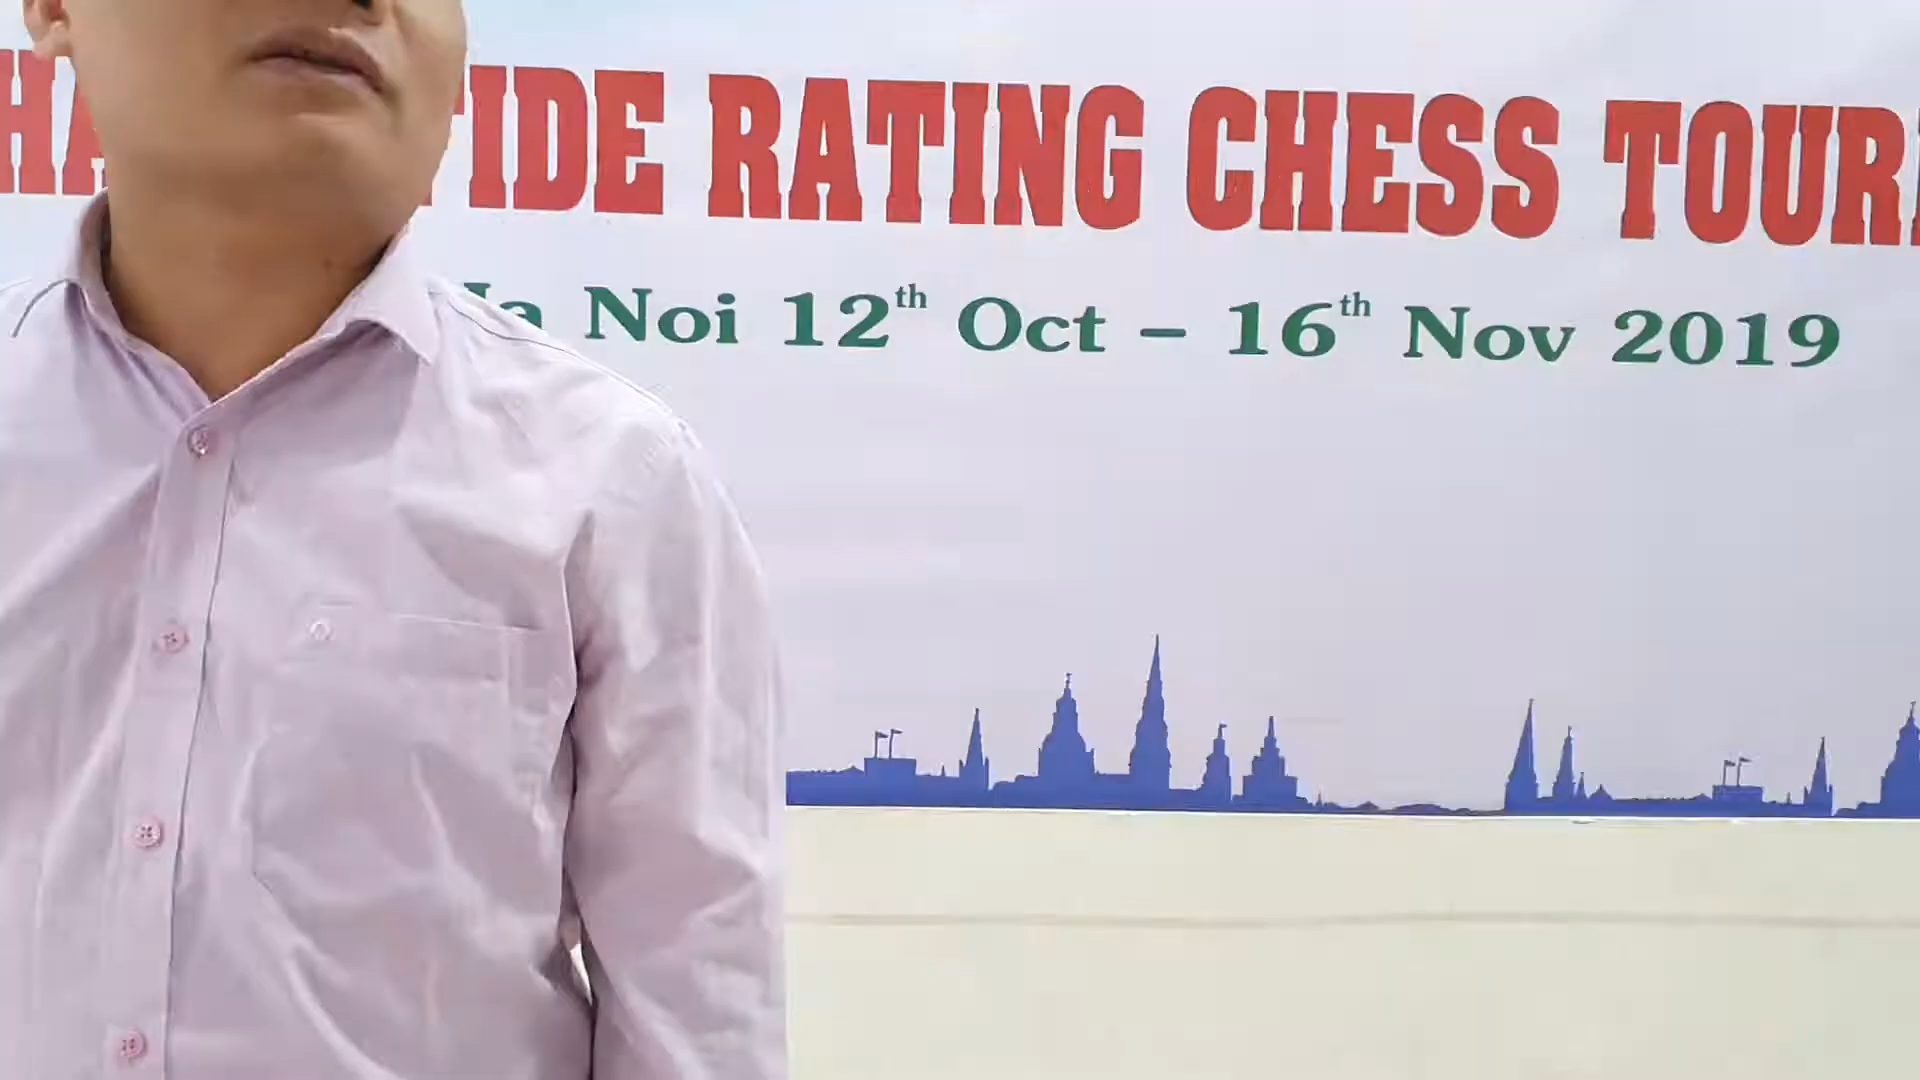 FIDE RATING CHESS
Noi 12th Oct – 16th Nov 2019